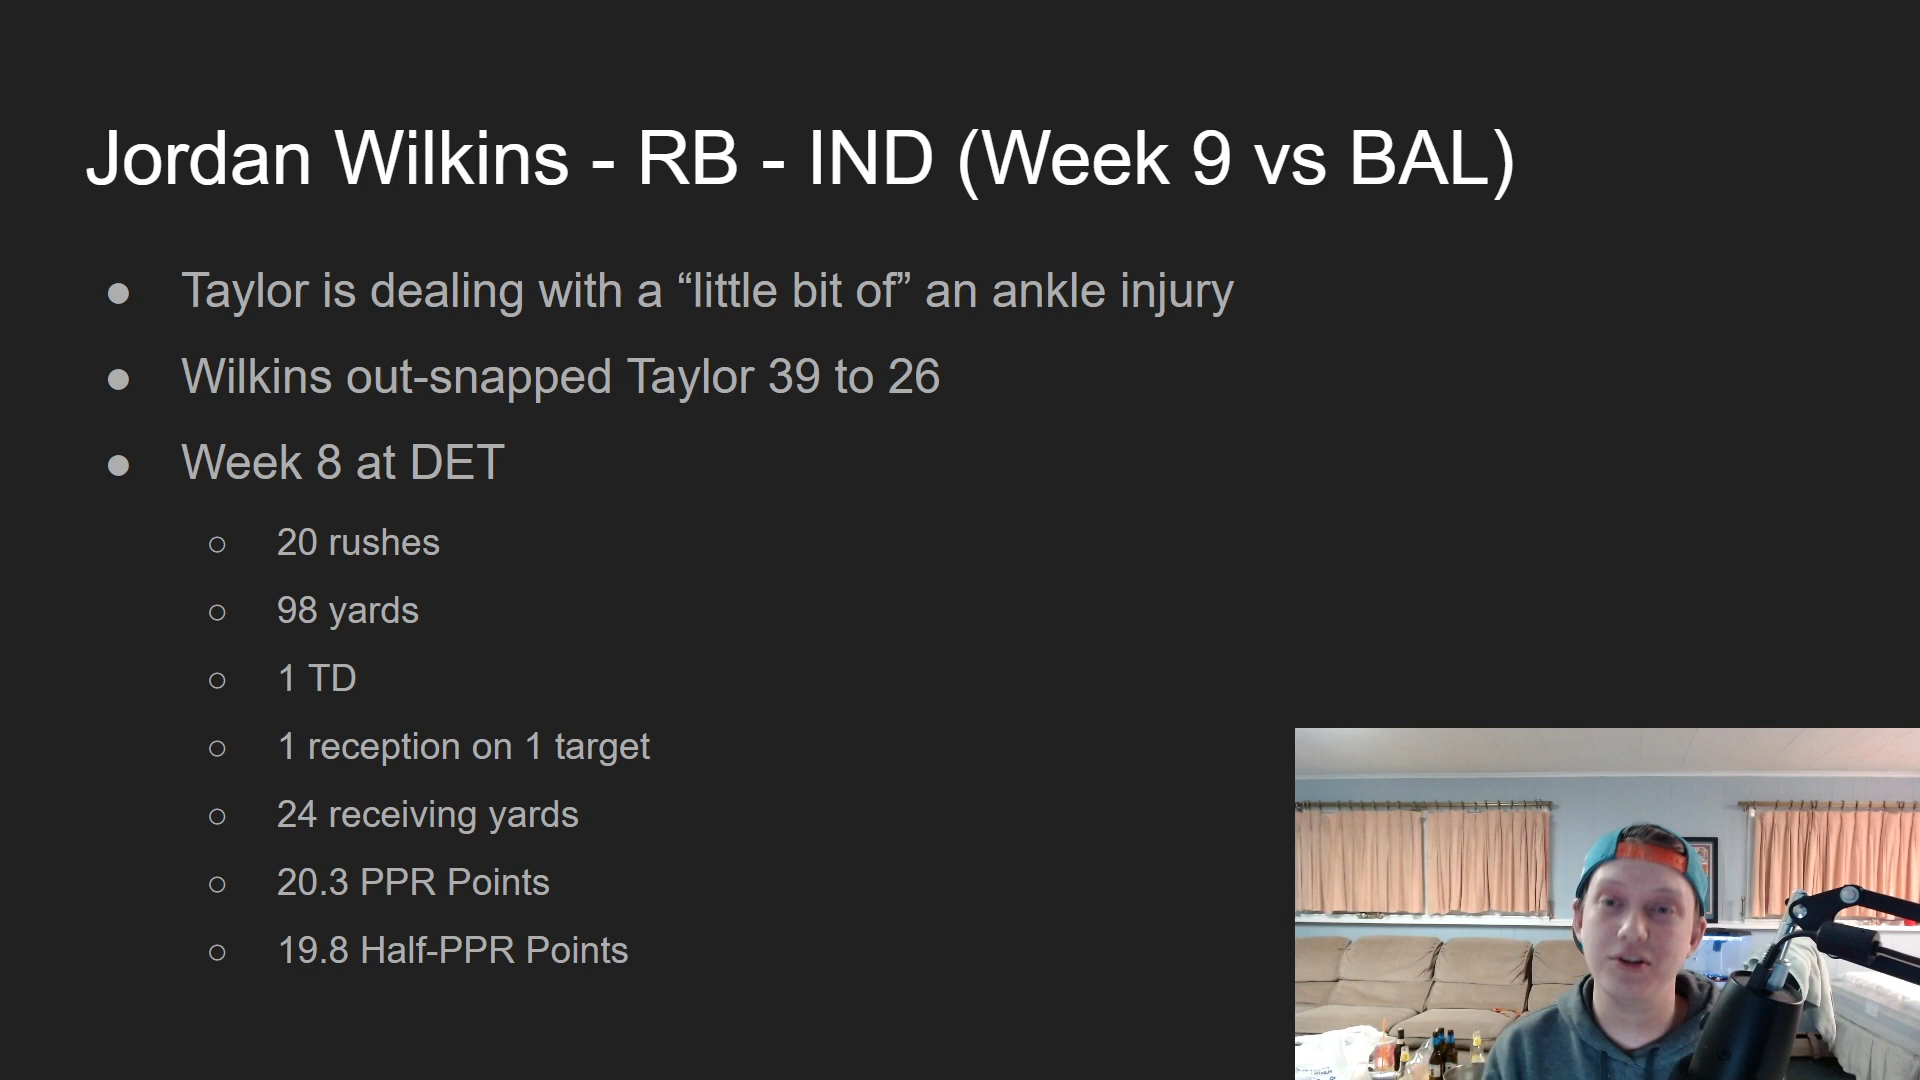 Jordan Wilkins - RB - IND (Week 9 vs BAL)
● Taylor is dealing with a “little bit of” an ankle injury
● Wilkins out-snapped Taylor 39 to 26
● Week 8 at DET
○ 20 rushes
○ 98 yards
○ 1 TD
○ 1 reception on 1 target
○ 24 receiving yards
○ 20.3 PPR Points
○ 19.8 Half-PPR Points